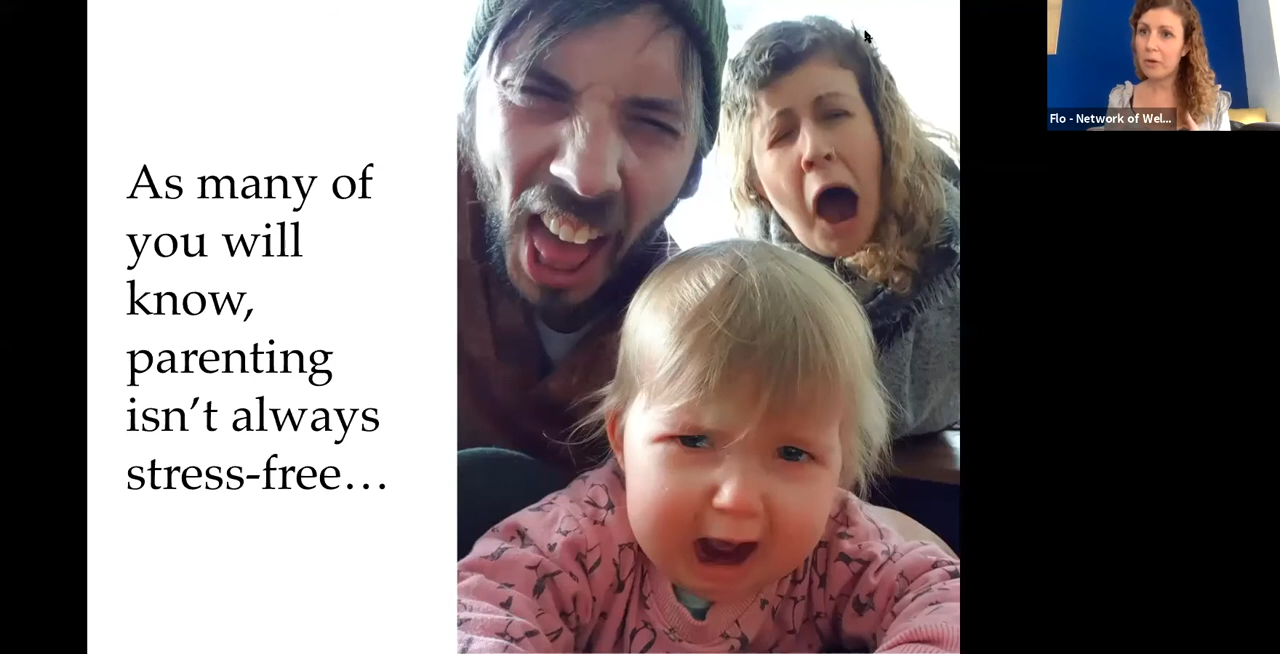 As many of
you will
know,
parenting
isn’t always
stress-free…
Flo - Network of Wel...